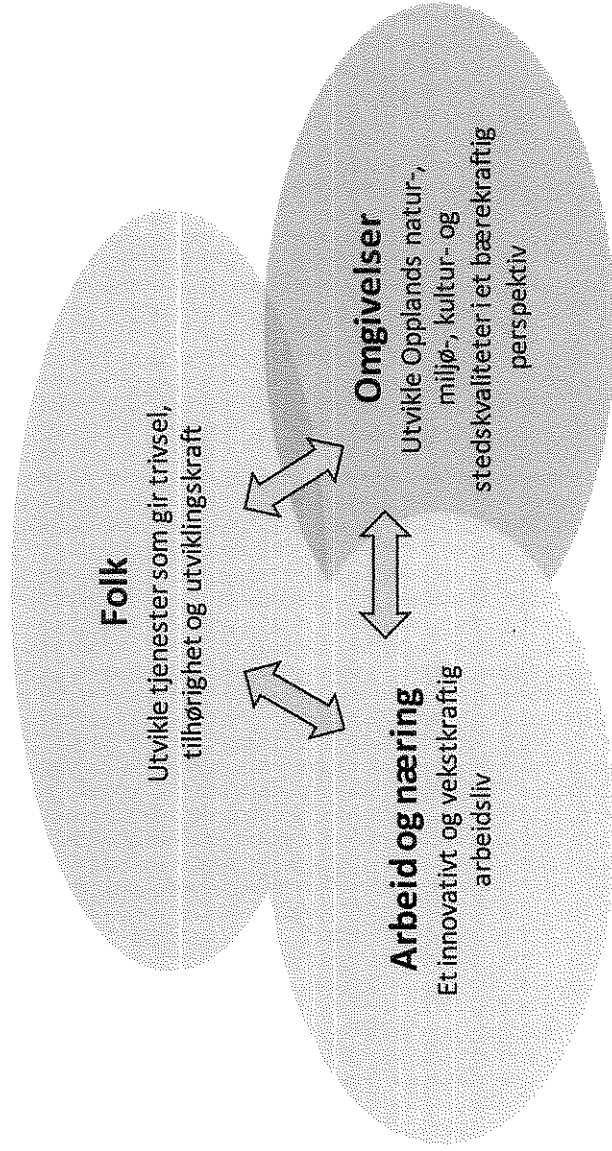 Folk
Utvikle tjenester som gir trivsel,
tilhørighet og utviklingskraft
Arbeid og næring
Et innovativt og vekstkraftig
arbeidsliv
Omgivelser
Utvikle Opplands natur-,
miljø-, kultur- og
stedskvaliteter i et bærekraftig
perspektiv